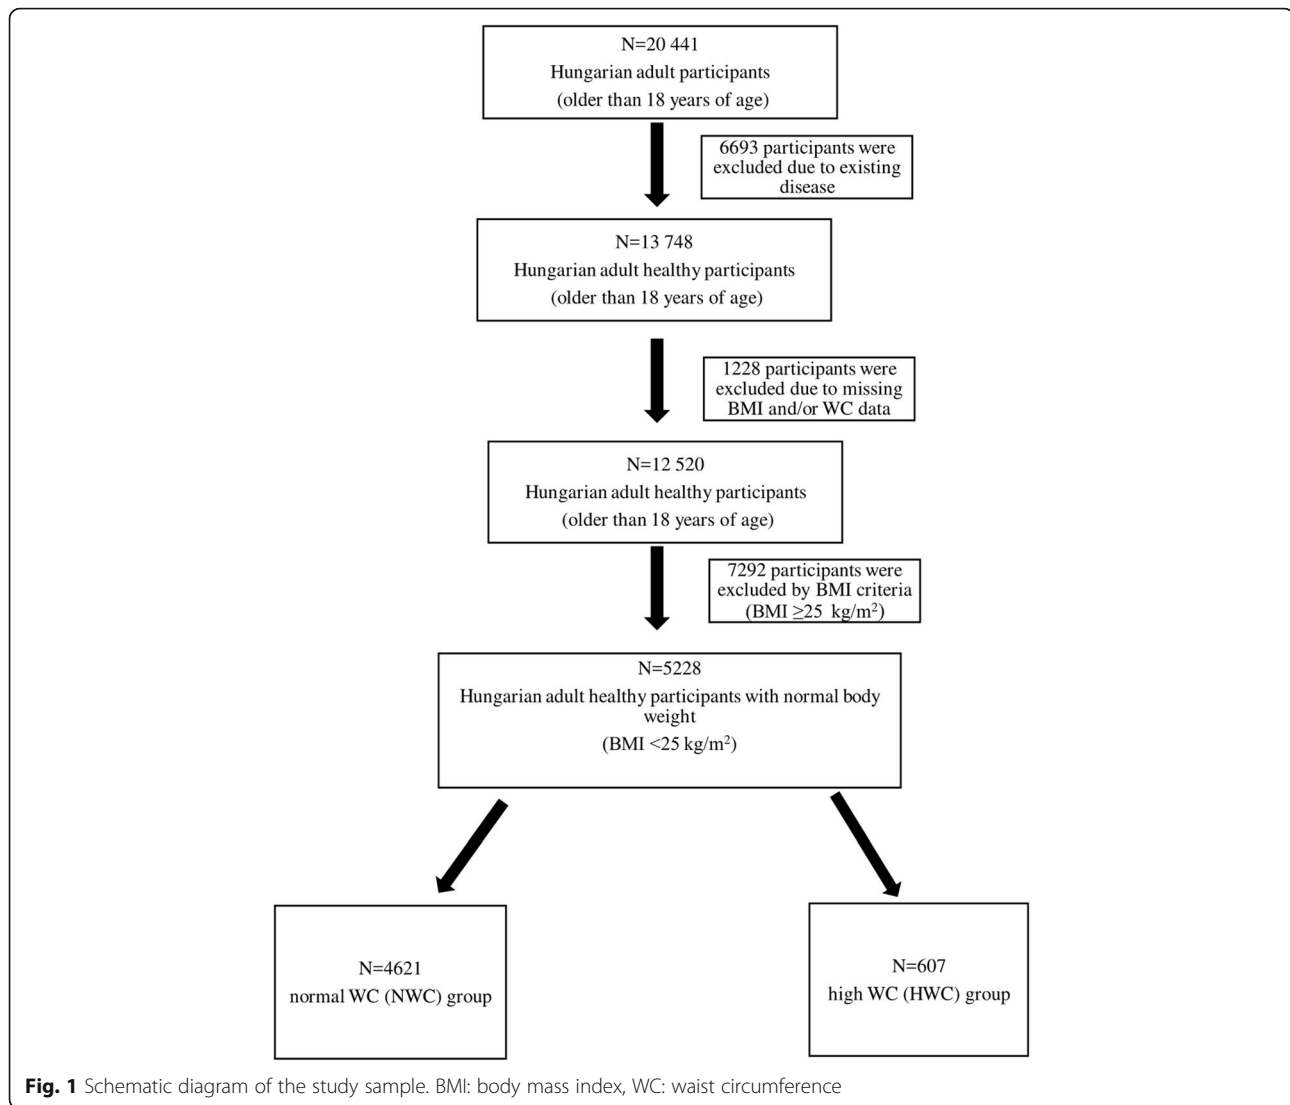 N=20 441
Hungarian adult participants
(older than 18 years of age)
6693 participants were
excluded due to existing
disease
N=13 748
Hungarian adult healthy participants
(older than 18 years of age)
1228 participants were
excluded due to missing
BMI and/or WC data
N=12 520
Hungarian adult healthy participants
(older than 18 years of age)
7292 participants were
excluded by BMI criteria
(BMI ≥25 kg/m²)
N=5228
Hungarian adult healthy participants with normal body
weight
(BMI <25 kg/m²)
N=4621
normal WC (NWC) group
N=607
high WC (HWC) group
Fig. 1 Schematic diagram of the study sample. BMI: body mass index, WC: waist circumference